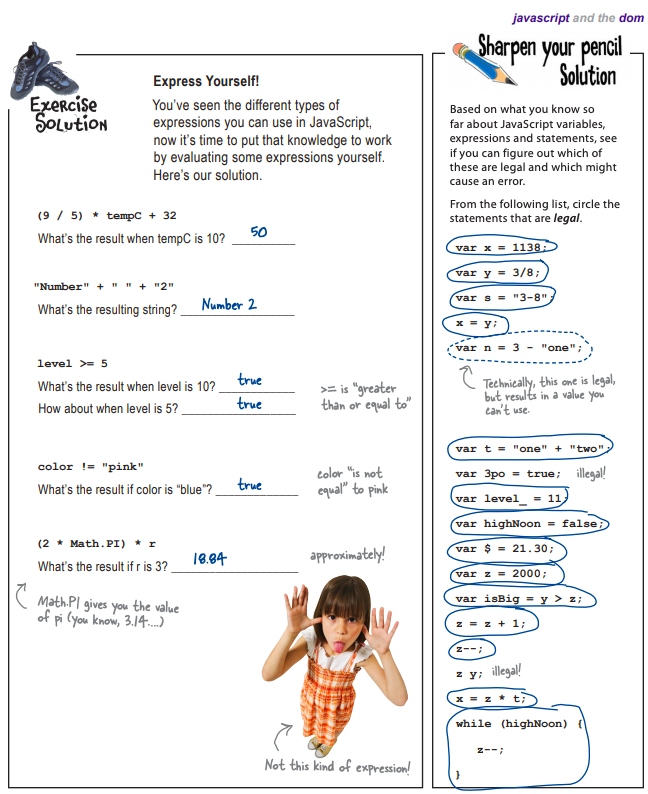 javascript and the dom
Exercise
Solution
Express Yourself!
You've seen the different types of
expressions you can use in JavaScript,
now it's time to put that knowledge to work
by evaluating some expressions yourself.
Here's our solution.
(9 / 5) * tempC + 32
What's the result when tempC is 10? 50
"Number" + " " + "2"
What's the resulting string? Number 2
level >= 5
What's the result when level is 10? true
How about when level is 5? true
>= is "greater
than or equal to"
color != "pink"
What's the result if color is "blue"? true
color "is not
equal" to pink
(2 * Math.PI) * r
What's the result if r is 3? 18.84
approximately!
Math.PI gives you the value
of pi (you know, 3.14....)
Not this kind of expression!
Sharpen your pencil
Solution
Based on what you know so
far about JavaScript variables,
expressions and statements, see
if you can figure out which of
these are legal and which might
cause an error.
From the following list, circle the
statements that are legal.
var x = 1138;
var y = 3/8;
var s = "3-8";
x = y;
var n = 3 - "one";
Technically, this one is legal,
but results in a value you
can't use.
var t = "one" + "two";
var 3po = true; illegal!
var level_ = 11;
var highNoon = false;
var $ = 21.30;
var z = 2000;
var isBig = y > z;
z = z + 1;
z--;
z y; illegal!
x = z * t;
while (highNoon) {
z--;
}